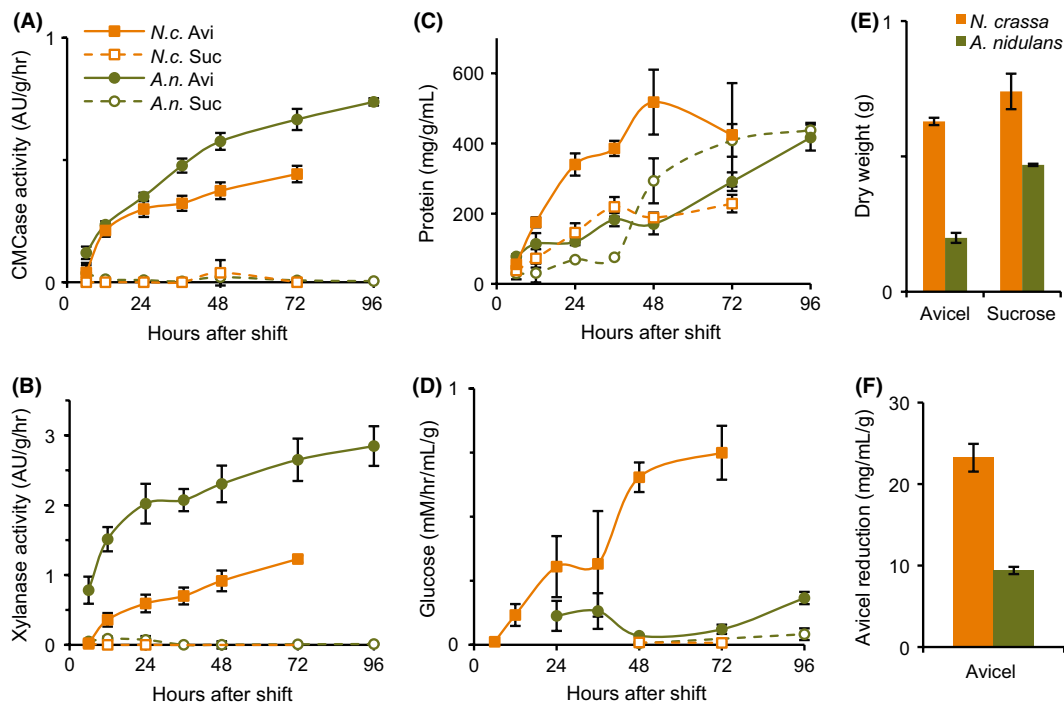 (A)
N.c. Avi
N.c. Suc
A.n. Avi
A.n. Suc
CMCase activity (AU/g/hr)
1
0
0 24 48 72 96
Hours after shift
(C)
Protein (mg/g/mL)
600
400
200
0
0 24 48 72 96
Hours after shift
(E)
N. crassa
A. nidulans
Dry weight (g)
1
0
Avicel Sucrose
(B)
Xylanase activity (AU/g/hr)
3
2
1
0
0 24 48 72 96
Hours after shift
(D)
Glucose (mM/hr/mL/g)
1
0
0 24 48 72 96
Hours after shift
(F)
Avicel reduction (mg/mL/g)
30
20
10
0
Avicel